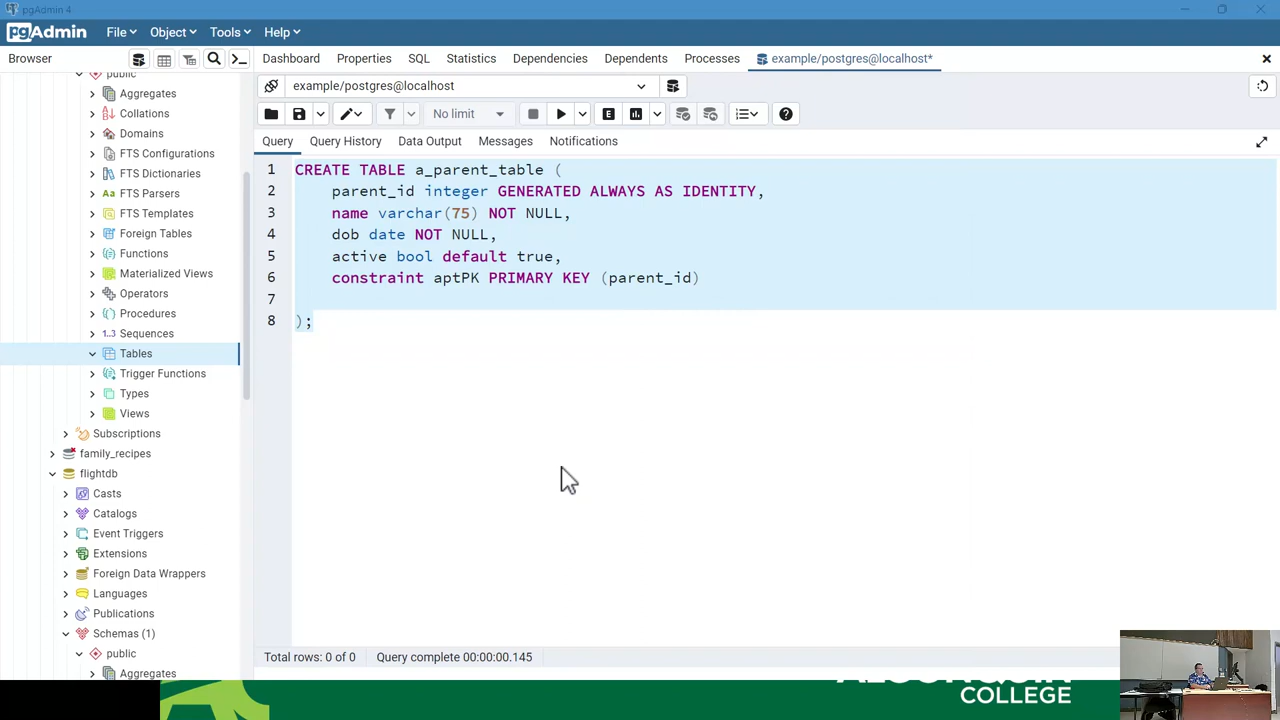 pgAdmin 4
pgAdmin File Object Tools Help
Browser Dashboard Properties SQL Statistics Dependencies Dependents Processes example/postgres@localhost*
example/postgres@localhost
No limit E
Query Query History Data Output Messages Notifications
public
Aggregates
Collations
Domains
FTS Configurations
FTS Dictionaries
Aa FTS Parsers
FTS Templates
Foreign Tables
Functions
Materialized Views
Operators
Procedures
1..3 Sequences
Tables
Trigger Functions
Types
Views
Subscriptions
family_recipes
flightdb
Casts
Catalogs
Event Triggers
Extensions
Foreign Data Wrappers
Languages
Publications
Schemas (1)
public
Aggregates
1 CREATE TABLE a_parent_table (
2 parent_id integer GENERATED ALWAYS AS IDENTITY,
3 name varchar(75) NOT NULL,
4 dob date NOT NULL,
5 active bool default true,
6 constraint aptPK PRIMARY KEY (parent_id)
7
8 );
Total rows: 0 of 0 Query complete 00:00:00.145
COLLEGE